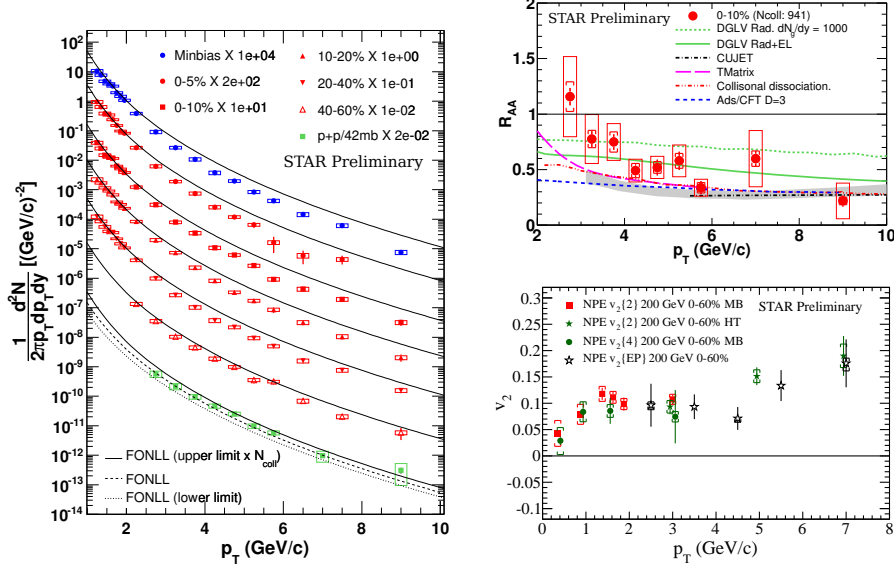 Minbias X 1e+04
0-5% X 2e+02
0-10% X 1e+01
10-20% X 1e+00
20-40% X 1e-01
40-60% X 1e-02
p+p/42mb X 2e-02
STAR Preliminary
FONLL (upper limit x N_coll)
FONLL
FONLL (lower limit)
10² 10 1 10⁻¹ 10⁻² 10⁻³ 10⁻⁴ 10⁻⁵ 10⁻⁶ 10⁻⁷ 10⁻⁸ 10⁻⁹ 10⁻¹⁰ 10⁻¹¹ 10⁻¹² 10⁻¹³ 10⁻¹⁴
1/(2πp_T) d²N/(dp_T dy) [(GeV/c)⁻²]
2 4 6 8 10
p_T (GeV/c)
STAR Preliminary
0-10% (Ncoll: 941)
DGLV Rad. dN_g/dy = 1000
DGLV Rad+EL
CUJET
TMatrix
Collisonal dissociation.
Ads/CFT D=3
R_AA
2 1.5 1 0.5 0
2 4 6 8 10
p_T (GeV/c)
NPE v₂{2} 200 GeV 0-60% MB
NPE v₂{2} 200 GeV 0-60% HT
NPE v₂{4} 200 GeV 0-60% MB
NPE v₂{EP} 200 GeV 0-60%
STAR Preliminary
v₂
0.3 0.25 0.2 0.15 0.1 0.05 0 -0.05 -0.1
0 1 2 3 4 5 6 7 8
p_T (GeV/c)